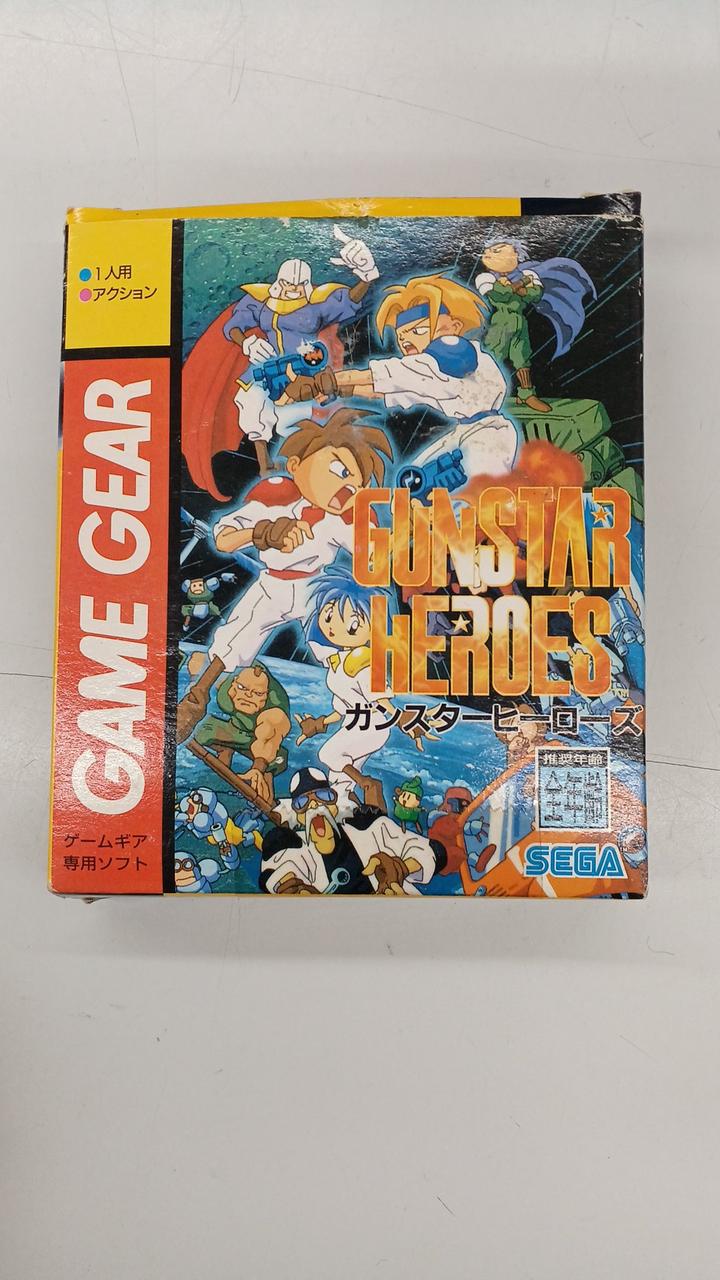 ●1人用
●アクション
GAME GEAR
ゲームギア
専用ソフト
GUNSTAR
HEROES
TM
ガンスターヒーローズ
推奨年齢
全年齢
SEGA